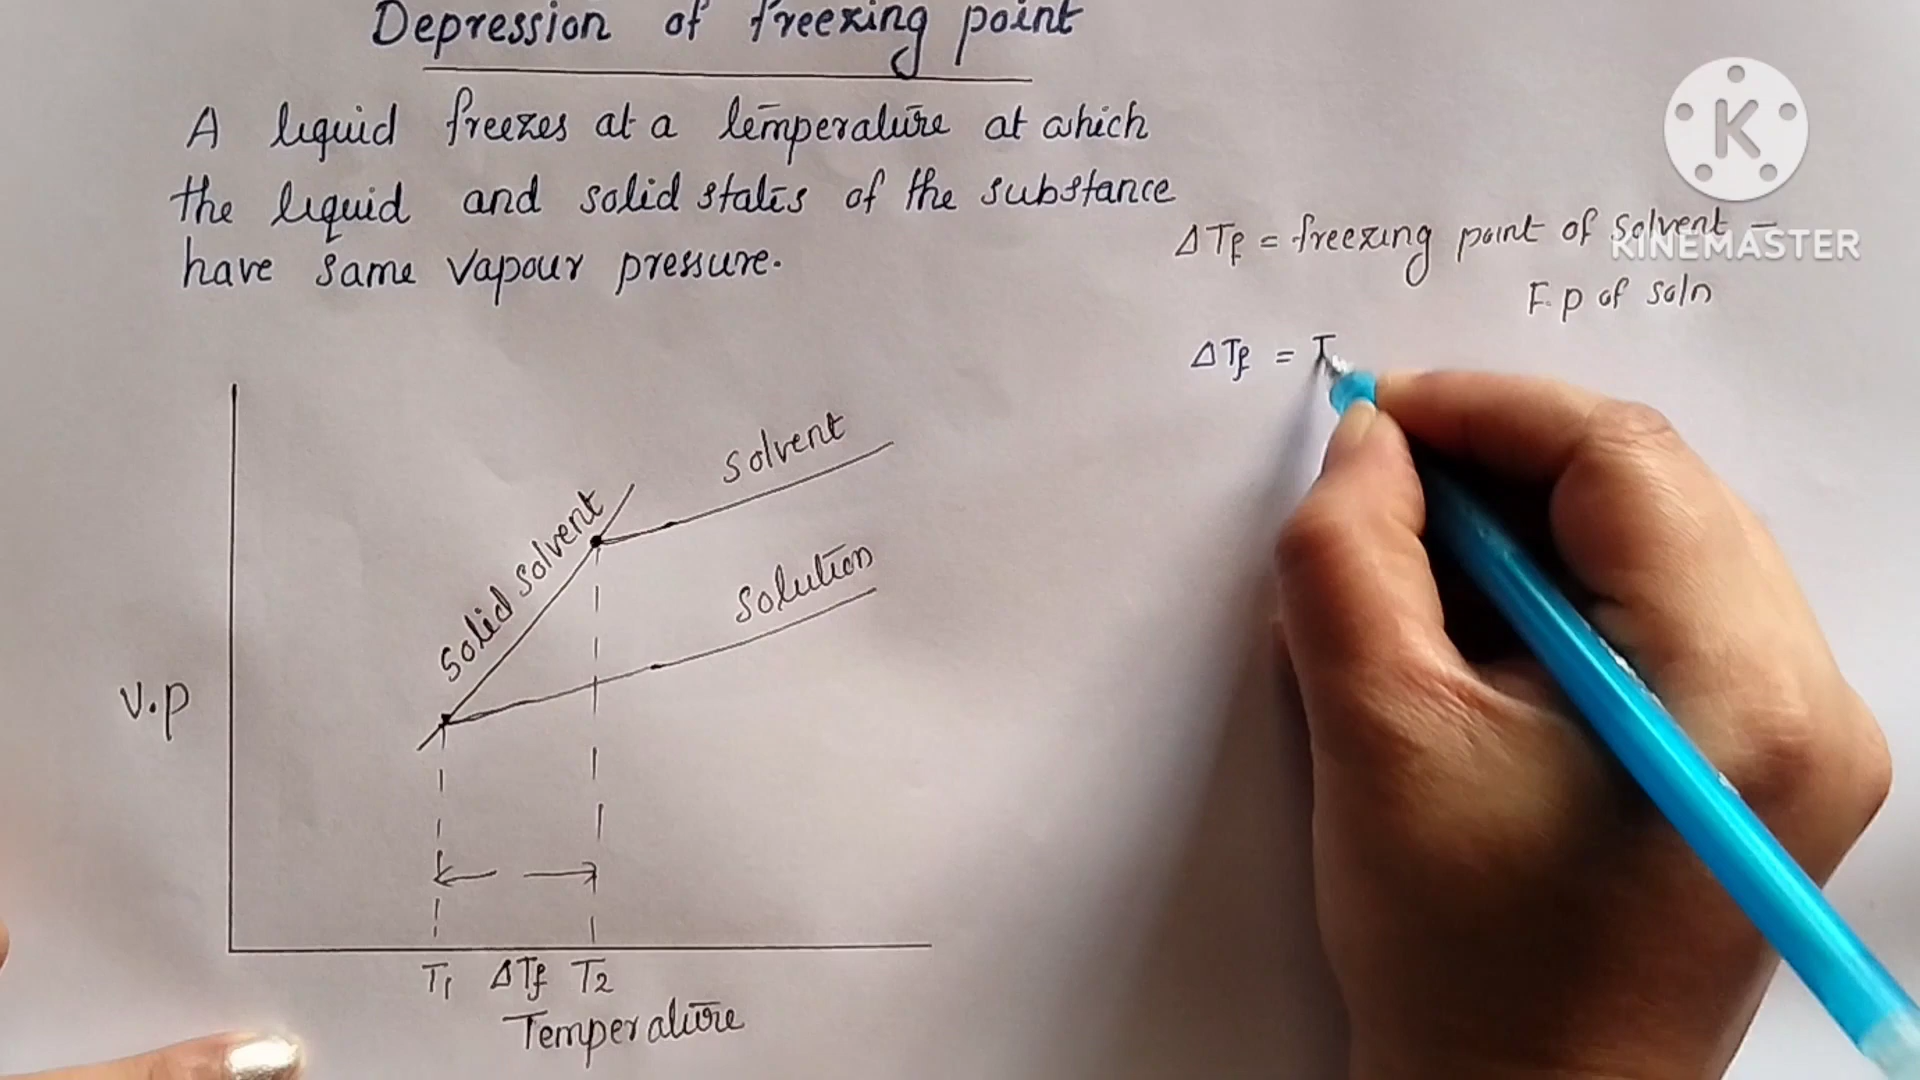 Depression of freezing point
A liquid freezes at a temperature at which
the liquid and solid states of the substance
have same vapour pressure.
K
KINEMASTER
ΔTf = freezing point of solvent –
F.p of soln
ΔTf = T
solvent
solid solvent
solution
V.p
T1 ΔTf T2
Temperature